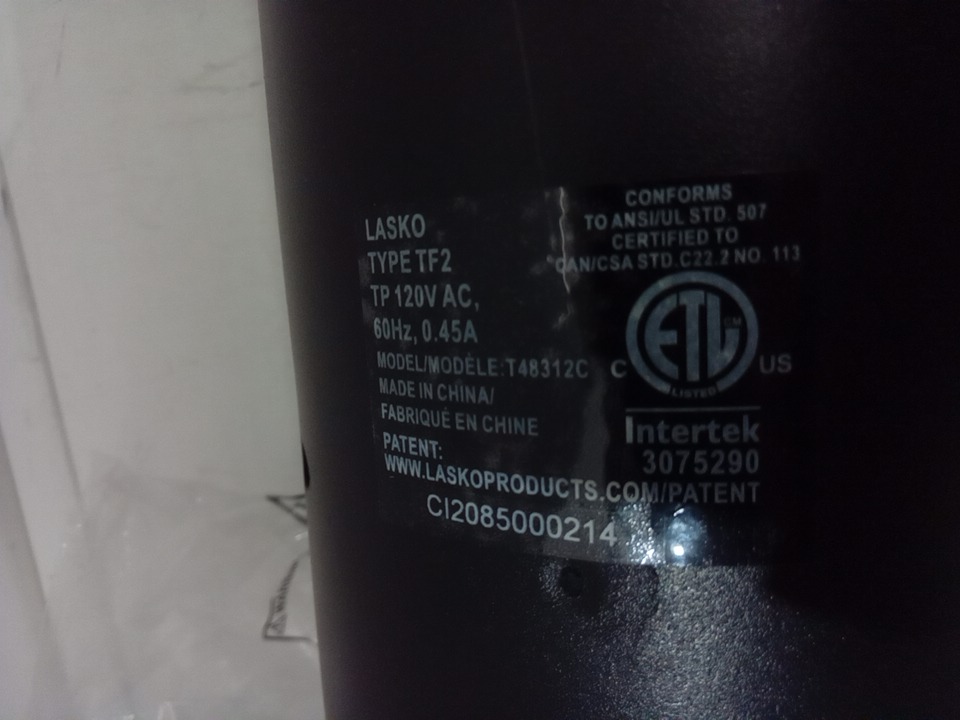 LASKO
TYPE TF2
TP 120V AC,
60Hz, 0.45A
MODEL/MODÈLE:T48312C
MADE IN CHINA/
FABRIQUÉ EN CHINE
PATENT:
WWW.LASKOPRODUCTS.COM/PATENT
CI2085000214
CONFORMS
TO ANSI/UL STD. 507
CERTIFIED TO
CAN/CSA STD.C22.2 NO. 113
C ETL CM US
LISTED
Intertek
3075290